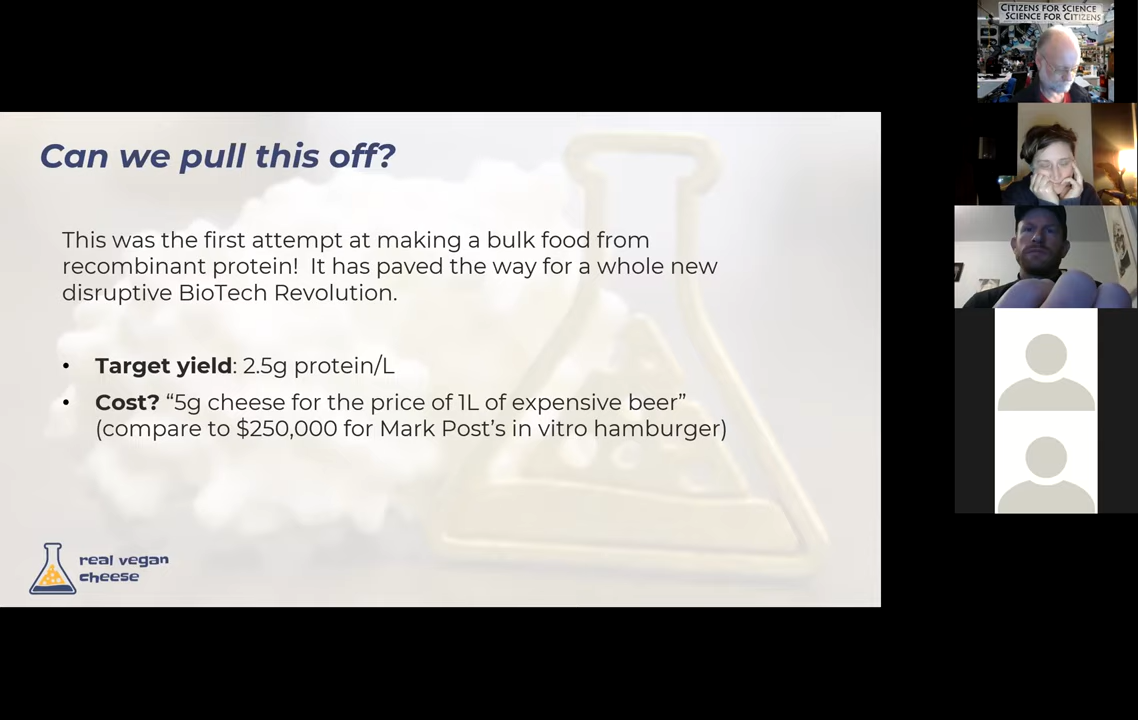 CITIZENS FOR SCIENCE
SCIENCE FOR CITIZENS
Can we pull this off?
This was the first attempt at making a bulk food from
recombinant protein!  It has paved the way for a whole new
disruptive BioTech Revolution.
• Target yield: 2.5g protein/L
• Cost? “5g cheese for the price of 1L of expensive beer”
(compare to $250,000 for Mark Post’s in vitro hamburger)
real vegan
cheese